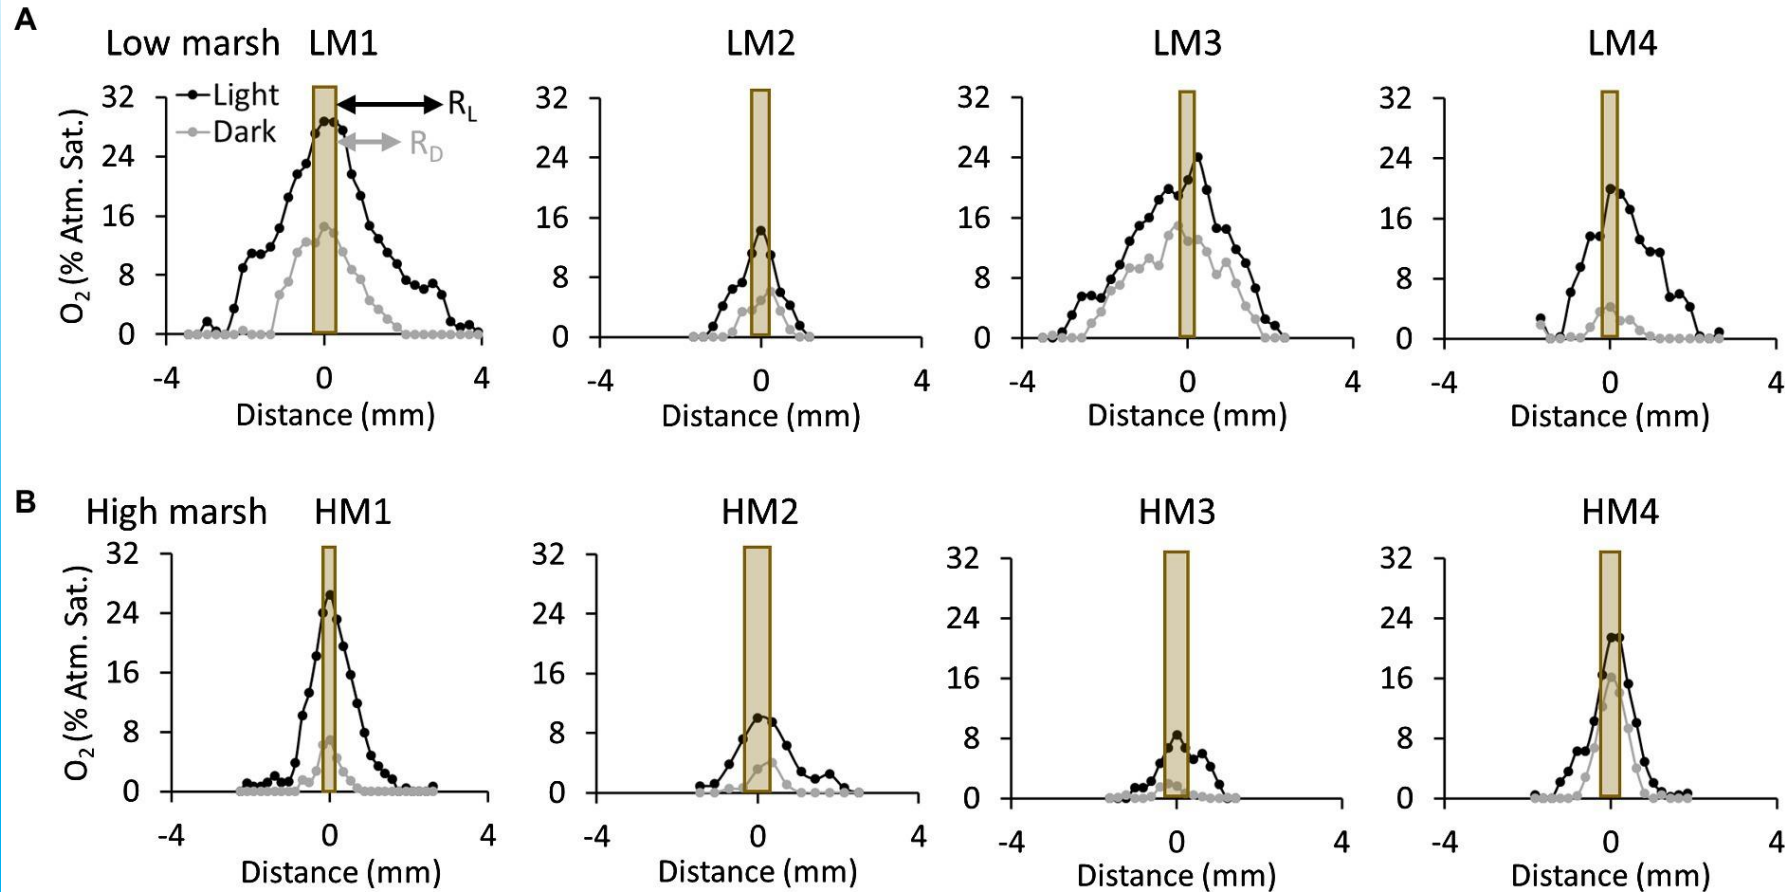 A
Low marsh LM1 LM2 LM3 LM4
Light
Dark
R_L
R_D
O₂ (% Atm. Sat.)
32 32 32 32
24 24 24 24
16 16 16 16
8 8 8 8
0 0 0 0
-4 0 4 -4 0 4 -4 0 4 -4 0 4
Distance (mm) Distance (mm) Distance (mm) Distance (mm)
B
High marsh HM1 HM2 HM3 HM4
O₂ (% Atm. Sat.)
32 32 32 32
24 24 24 24
16 16 16 16
8 8 8 8
0 0 0 0
-4 0 4 -4 0 4 -4 0 4 -4 0 4
Distance (mm) Distance (mm) Distance (mm) Distance (mm)